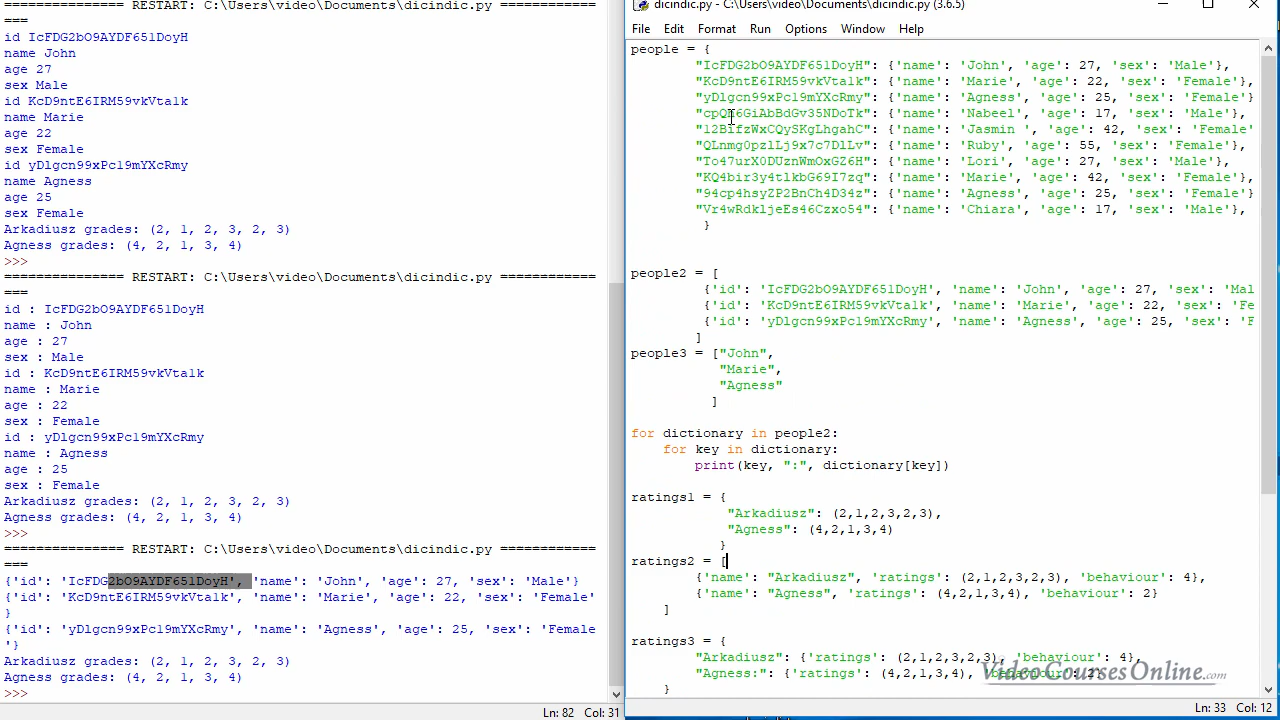 =============== RESTART: C:\Users\video\Documents\dicindic.py ============
===
id IcFDG2bO9AYDF651DoyH
name John
age 27
sex Male
id KcD9ntE6IRM59vkVta1k
name Marie
age 22
sex Female
id yDlgcn99xPc19mYXcRmy
name Agness
age 25
sex Female
Arkadiusz grades: (2, 1, 2, 3, 2, 3)
Agness grades: (4, 2, 1, 3, 4)
>>>
=============== RESTART: C:\Users\video\Documents\dicindic.py ============
===
id : IcFDG2bO9AYDF651DoyH
name : John
age : 27
sex : Male
id : KcD9ntE6IRM59vkVta1k
name : Marie
age : 22
sex : Female
id : yDlgcn99xPc19mYXcRmy
name : Agness
age : 25
sex : Female
Arkadiusz grades: (2, 1, 2, 3, 2, 3)
Agness grades: (4, 2, 1, 3, 4)
>>>
=============== RESTART: C:\Users\video\Documents\dicindic.py ============
===
{'id': 'IcFDG2bO9AYDF651DoyH', 'name': 'John', 'age': 27, 'sex': 'Male'}
{'id': 'KcD9ntE6IRM59vkVta1k', 'name': 'Marie', 'age': 22, 'sex': 'Female'
}
{'id': 'yDlgcn99xPc19mYXcRmy', 'name': 'Agness', 'age': 25, 'sex': 'Female
'}
Arkadiusz grades: (2, 1, 2, 3, 2, 3)
Agness grades: (4, 2, 1, 3, 4)
>>>
Ln: 82 Col: 31
dicindic.py - C:\Users\video\Documents\dicindic.py (3.6.5)
File Edit Format Run Options Window Help
people = {
"IcFDG2bO9AYDF651DoyH": {'name': 'John', 'age': 27, 'sex': 'Male'},
"KcD9ntE6IRM59vkVta1k": {'name': 'Marie', 'age': 22, 'sex': 'Female'},
"yDlgcn99xPc19mYXcRmy": {'name': 'Agness', 'age': 25, 'sex': 'Female'}
{'name': 'Nabeel', 'age': 17, 'sex': 'Male'},
{'name': 'Jasmin ', 'age': 42, 'sex': 'Female'
"QLnmg0pzlLj9x7c7D1Lv": {'name': 'Ruby', 'age': 55, 'sex': 'Female'},
"To47urX0DUznWmOxGZ6H": {'name': 'Lori', 'age': 27, 'sex': 'Male'},
"KQ4bir3y4t1kbG69I7zq": {'name': 'Marie', 'age': 42, 'sex': 'Female'},
"94cp4hsyZP2BnCh4D34z": {'name': 'Agness', 'age': 25, 'sex': 'Female'}
"Vr4wRdkljeEs46Czxo54": {'name': 'Chiara', 'age': 17, 'sex': 'Male'},
}
people2 = [
{'id': 'IcFDG2bO9AYDF651DoyH', 'name': 'John', 'age': 27, 'sex': 'Mal
{'id': 'KcD9ntE6IRM59vkVta1k', 'name': 'Marie', 'age': 22, 'sex': 'Fe
{'id': 'yDlgcn99xPc19mYXcRmy', 'name': 'Agness', 'age': 25, 'sex': 'F
]
people3 = ["John",
"Marie",
"Agness"
]
for dictionary in people2:
for key in dictionary:
print(key, ":", dictionary[key])
ratings1 = {
"Arkadiusz": (2,1,2,3,2,3),
"Agness": (4,2,1,3,4)
}
ratings2 = [
{'name': "Arkadiusz", 'ratings': (2,1,2,3,2,3), 'behaviour': 4},
{'name': "Agness", 'ratings': (4,2,1,3,4), 'behaviour': 2}
]
ratings3 = {
"Arkadiusz: {'ratings': (2,1,2,3,2,3), 'behaviour': 4},
"Agness:": {'ratings': (4,2,1,3,4), 'behaviour': 2}
}
VideoCoursesOnline.com
Ln: 33 Col: 12